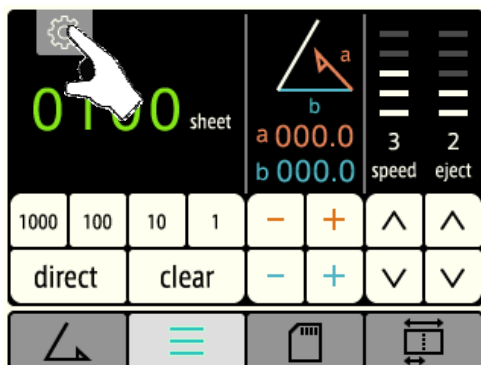 a
b
0100 sheet
a 000.0
b 000.0
3 2
speed eject
1000 100 10 1 - +
direct clear - +